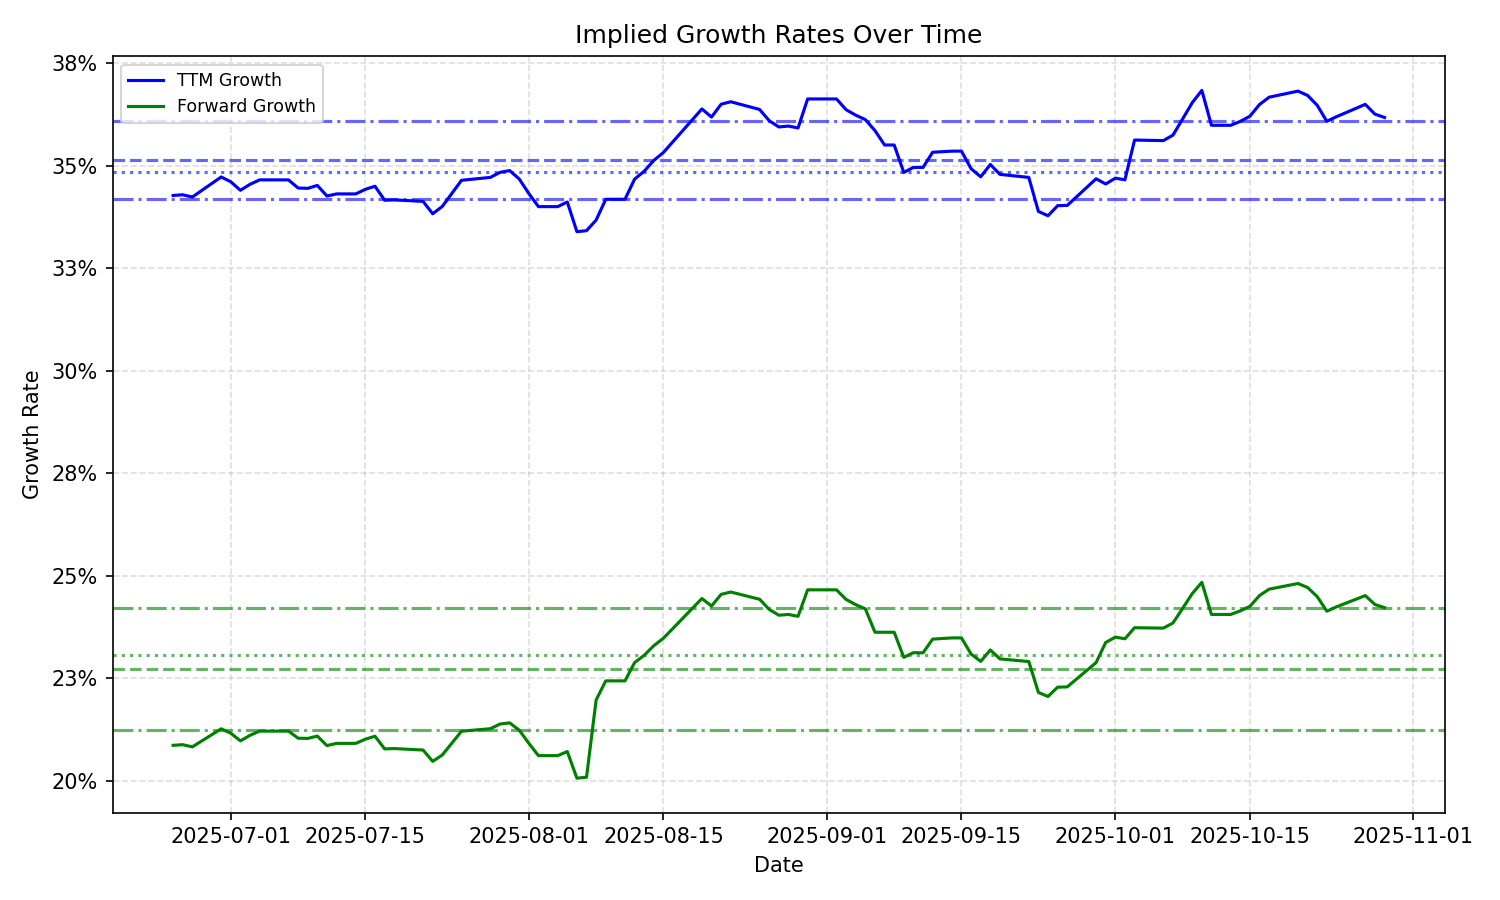 Implied Growth Rates Over Time
TTM Growth
Forward Growth
38%
35%
33%
30%
28%
25%
23%
20%
Growth Rate
2025-07-01 2025-07-15 2025-08-01 2025-08-15 2025-09-01 2025-09-15 2025-10-01 2025-10-15 2025-11-01
Date